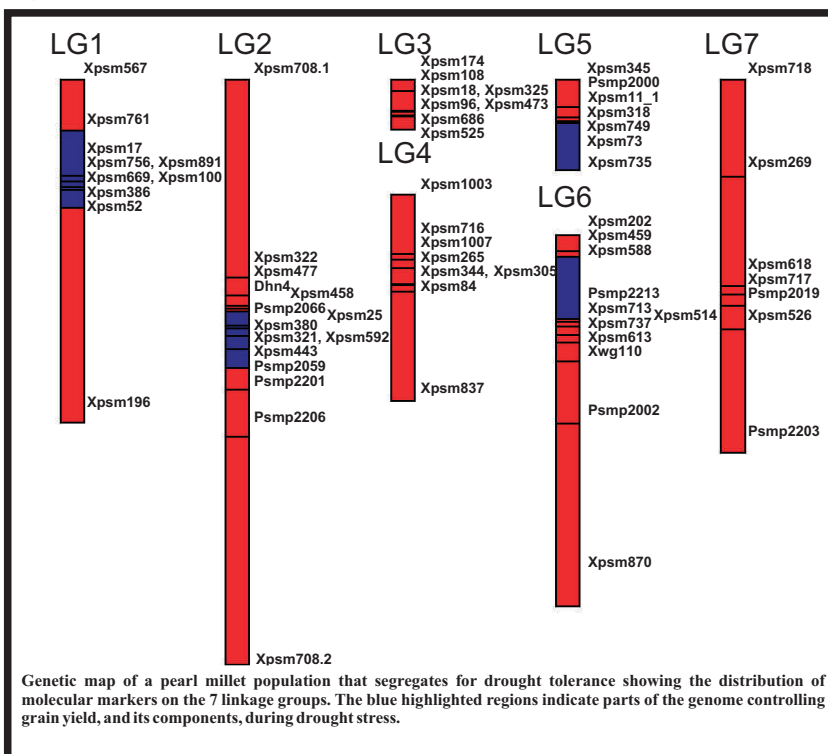 LG1
Xpsm567
Xpsm761
Xpsm17
Xpsm756, Xpsm891
Xpsm669, Xpsm100
Xpsm386
Xpsm52
Xpsm196
LG2
Xpsm708.1
Xpsm322
Xpsm477
Dhn4
Xpsm458
Psmp2066
Xpsm25
Xpsm380
Xpsm321, Xpsm592
Xpsm443
Psmp2059
Psmp2201
Psmp2206
Xpsm708.2
LG3
Xpsm174
Xpsm108
Xpsm18, Xpsm325
Xpsm96, Xpsm473
Xpsm686
Xpsm525
LG4
Xpsm1003
Xpsm716
Xpsm1007
Xpsm265
Xpsm344, Xpsm305
Xpsm84
Xpsm837
LG5
Xpsm345
Psmp2000
Xpsm11_1
Xpsm318
Xpsm749
Xpsm73
Xpsm735
LG6
Xpsm202
Xpsm459
Xpsm588
Psmp2213
Xpsm713
Xpsm737
Xpsm613
Xwg110
Psmp2002
Xpsm870
LG7
Xpsm718
Xpsm269
Xpsm618
Xpsm717
Psmp2019
Xpsm514
Xpsm526
Psmp2203
Genetic map of a pearl millet population that segregates for drought tolerance showing the distribution of
molecular markers on the 7 linkage groups. The blue highlighted regions indicate parts of the genome controlling
grain yield, and its components, during drought stress.